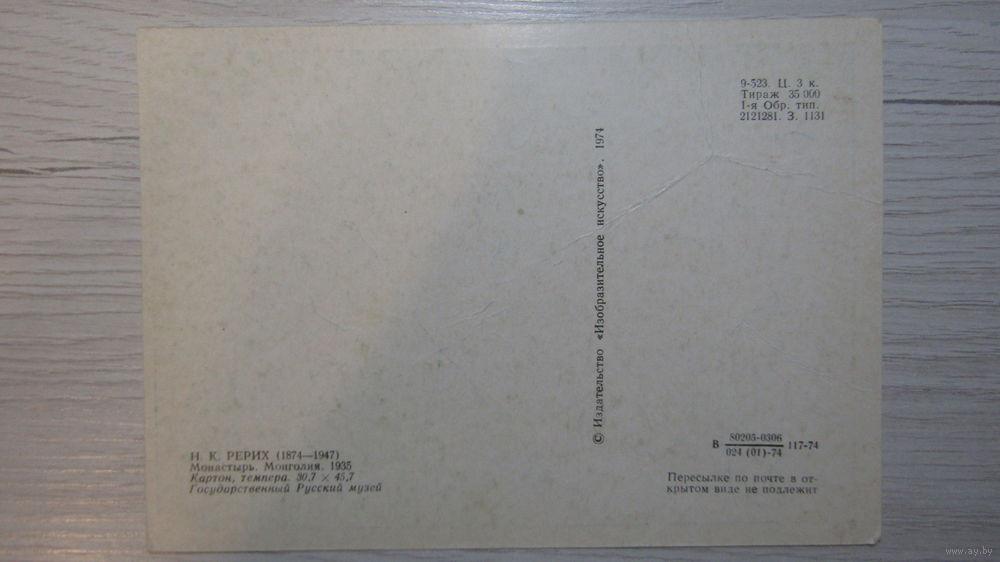 9-523. Ц. 3 к.
Тираж 35 000
1-я Обр. тип.
2121281. З. 1131
© Издательство «Изобразительное искусство». 1974
В 80205-0306 117-74
024 (01)-74
Н. К. РЕРИХ (1874—1947)
Монастырь. Монголия. 1935
Картон, темпера. 30,7 × 45,7
Государственный Русский музей
Пересылке по почте в от-
крытом виде не подлежит
www.ay.by